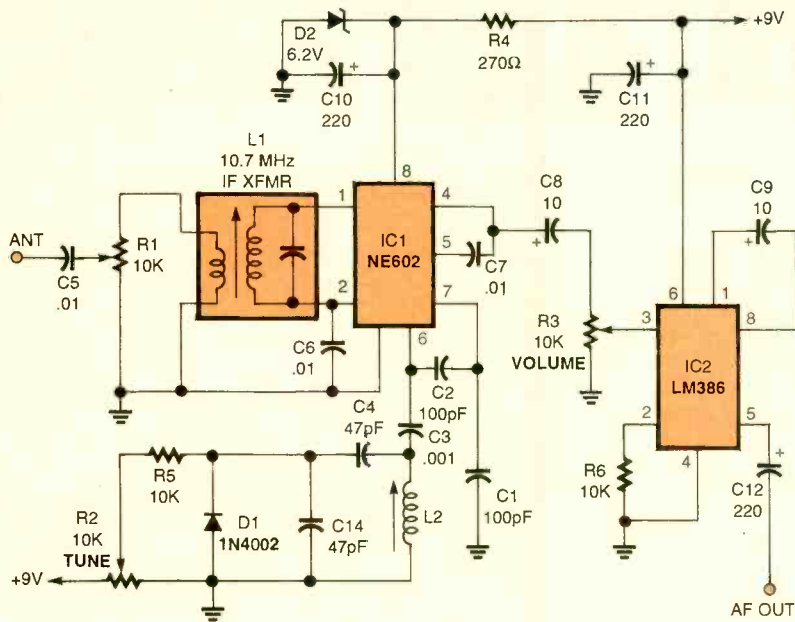 D2
6.2V
+
C10
220
R4
270Ω
+9V
+
C11
220
L1
10.7 MHz
IF XFMR
ANT
C5
.01
R1
10K
C6
.01
1
2
8
4
5
7
6
IC1
NE602
C7
.01
C8
10
+
R3
10K
VOLUME
C9
10
+
6
1
3
8
IC2
LM386
2
5
4
R6
10K
+
C12
220
AF OUT
C2
100pF
C3
.001
C4
47pF
C1
100pF
L2
R5
10K
R2
10K
TUNE
+9V
D1
1N4002
C14
47pF